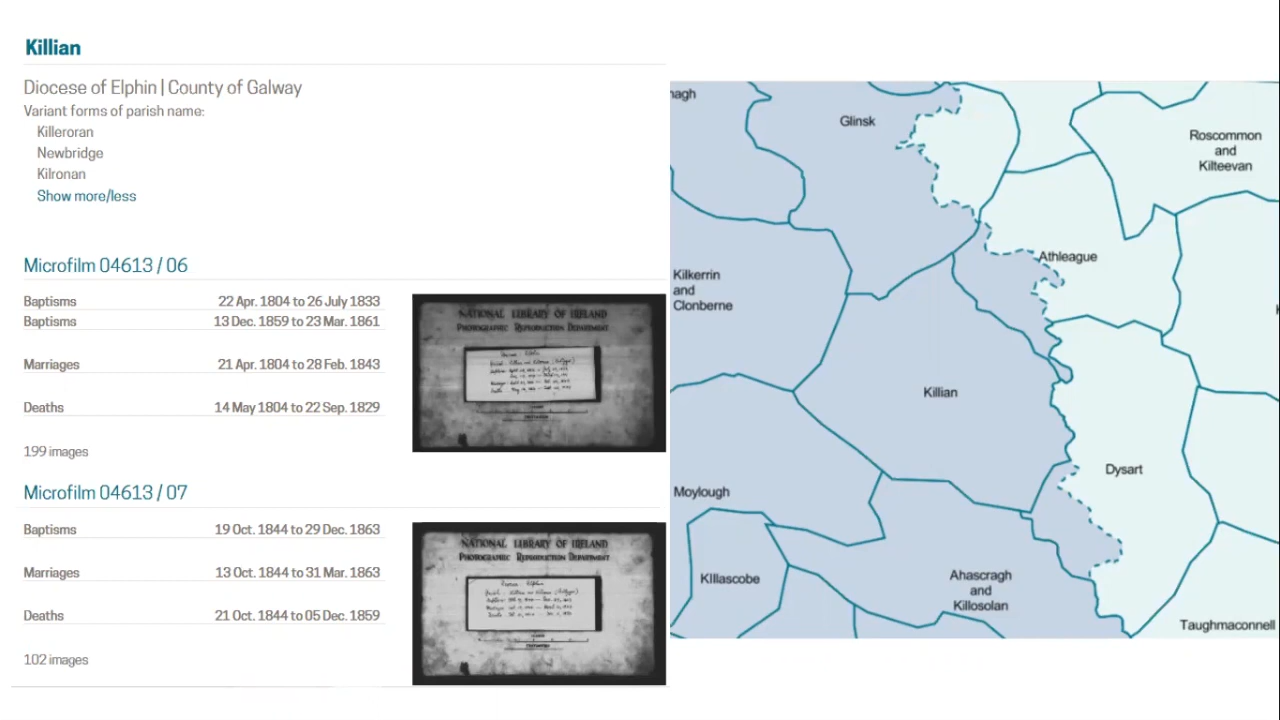 Killian
Diocese of Elphin | County of Galway
Variant forms of parish name:
Killeroran
Newbridge
Kilronan
Show more/less
Microfilm 04613 / 06
Baptisms 22 Apr. 1804 to 26 July 1833
Baptisms 13 Dec. 1859 to 23 Mar. 1861
Marriages 21 Apr. 1804 to 28 Feb. 1843
Deaths 14 May 1804 to 22 Sep. 1829
199 images
NATIONAL LIBRARY OF IRELAND
PHOTOGRAPHIC REPRODUCTION DEPARTMENT
Microfilm 04613 / 07
Baptisms 19 Oct. 1844 to 29 Dec. 1863
Marriages 13 Oct. 1844 to 31 Mar. 1863
Deaths 21 Oct. 1844 to 05 Dec. 1859
102 images
NATIONAL LIBRARY OF IRELAND
PHOTOGRAPHIC REPRODUCTION DEPARTMENT
nagh
Glinsk
Roscommon
and
Kilteevan
Athleague
Kilkerrin
and
Clonberne
Killian
Dysart
Moylough
KIllascobe
Ahascragh
and
Killosolan
Taughmaconnell